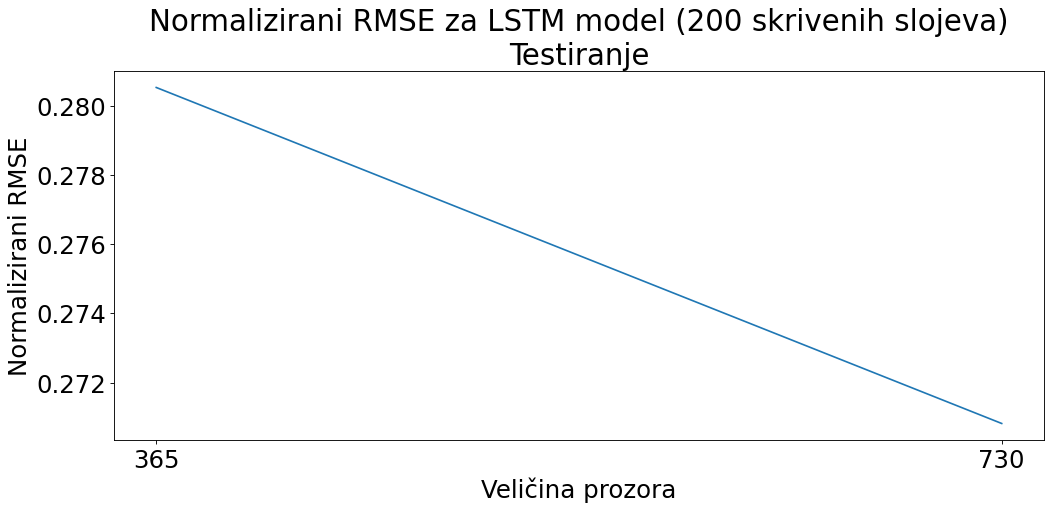 Normalizirani RMSE za LSTM model (200 skrivenih slojeva)
Testiranje
Normalizirani RMSE
0.280
0.278
0.276
0.274
0.272
365
730
Veličina prozora